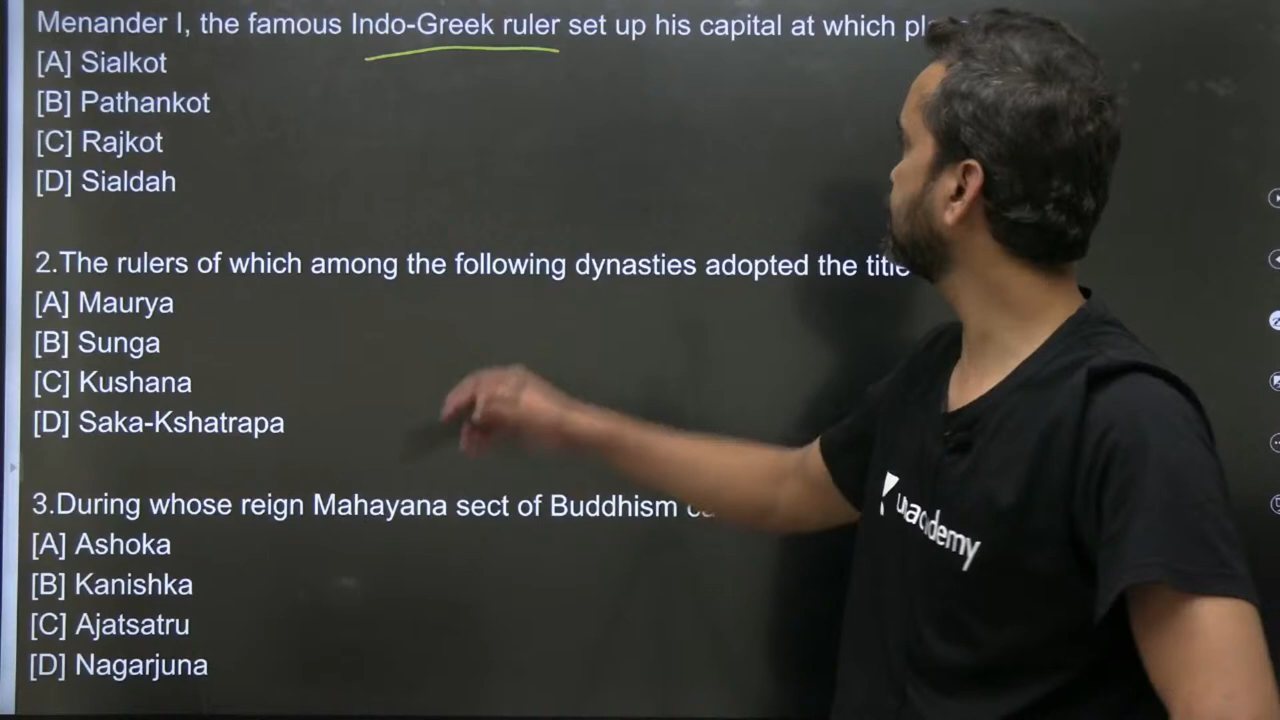 Menander I, the famous Indo-Greek ruler set up his capital at which
[A] Sialkot
[B] Pathankot
[C] Rajkot
[D] Sialdah
2.The rulers of which among the following dynasties adopted the title
[A] Maurya
[B] Sunga
[C] Kushana
[D] Saka-Kshatrapa
3.During whose reign Mahayana sect of Buddhism
[A] Ashoka
[B] Kanishka
[C] Ajatsatru
[D] Nagarjuna
unacademy